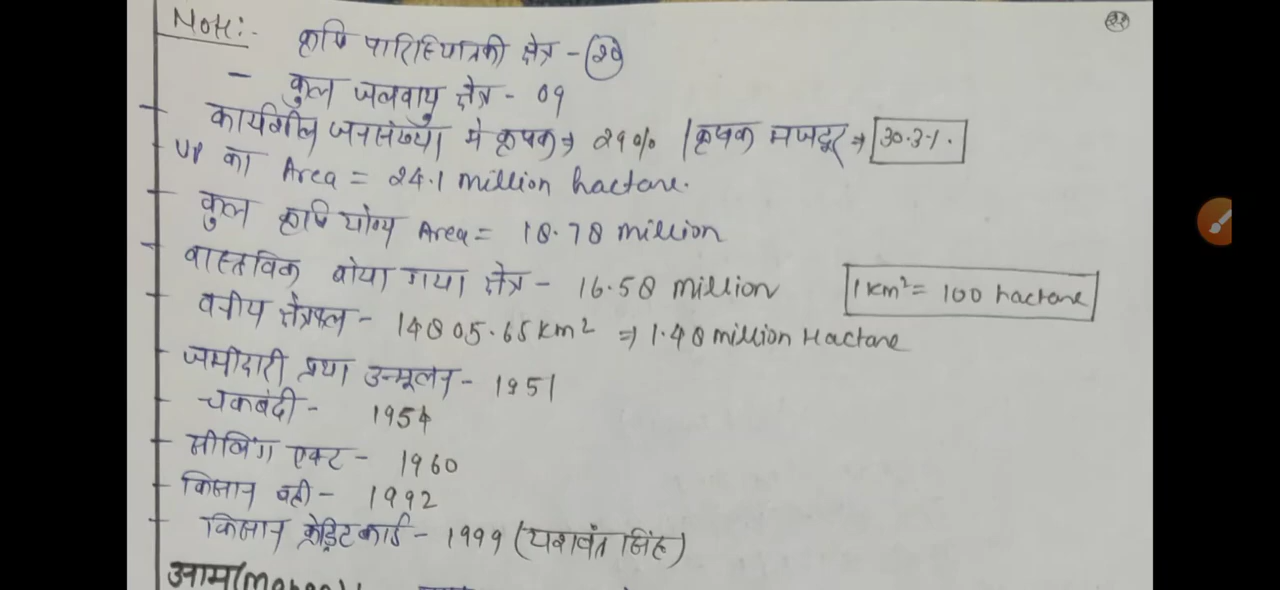 Note:-
कृषि पारिस्थितिकी क्षेत्र - 20
- कुल जलवायु क्षेत्र - 09
कार्यशील जनसंख्या मे कृषक → 29% / कृषक मजदूर → 30.3%.
UP का Area = 24.1 million hactare.
कुल कृषि योग्य Area = 18.78 million
वास्तविक बोया गया क्षेत्र - 16.58 million
1 km² = 100 hactare
वनीय क्षेत्रफल - 14805.65 km² ⇒ 1.48 million Hactare
जमीदारी प्रथा उन्मूलन - 1951
चकबंदी - 1954
सीलिंग एक्ट - 1960
किसान बही - 1992
किसान क्रेडिट कार्ड - 1999 (यशवंत सिंह)